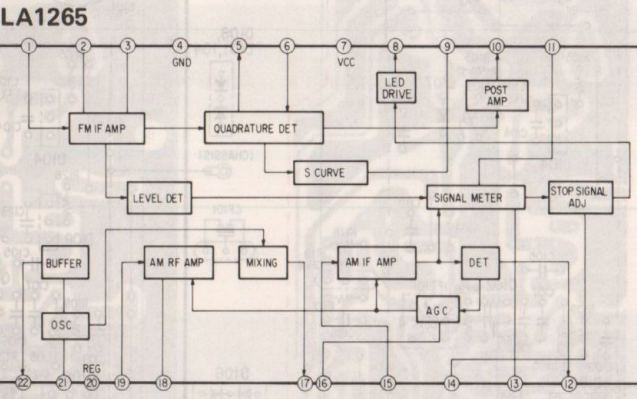 LA1265
1 2 3 4 5 6 7 8 9 10 11
GND VCC
LED DRIVE
POST AMP
FM IF AMP
QUADRATURE DET
S CURVE
LEVEL DET
SIGNAL METER
STOP SIGNAL ADJ
BUFFER
AM RF AMP
MIXING
AM IF AMP
DET
OSC
AGC
REG
22 21 20 19 18 17 16 15 14 13 12